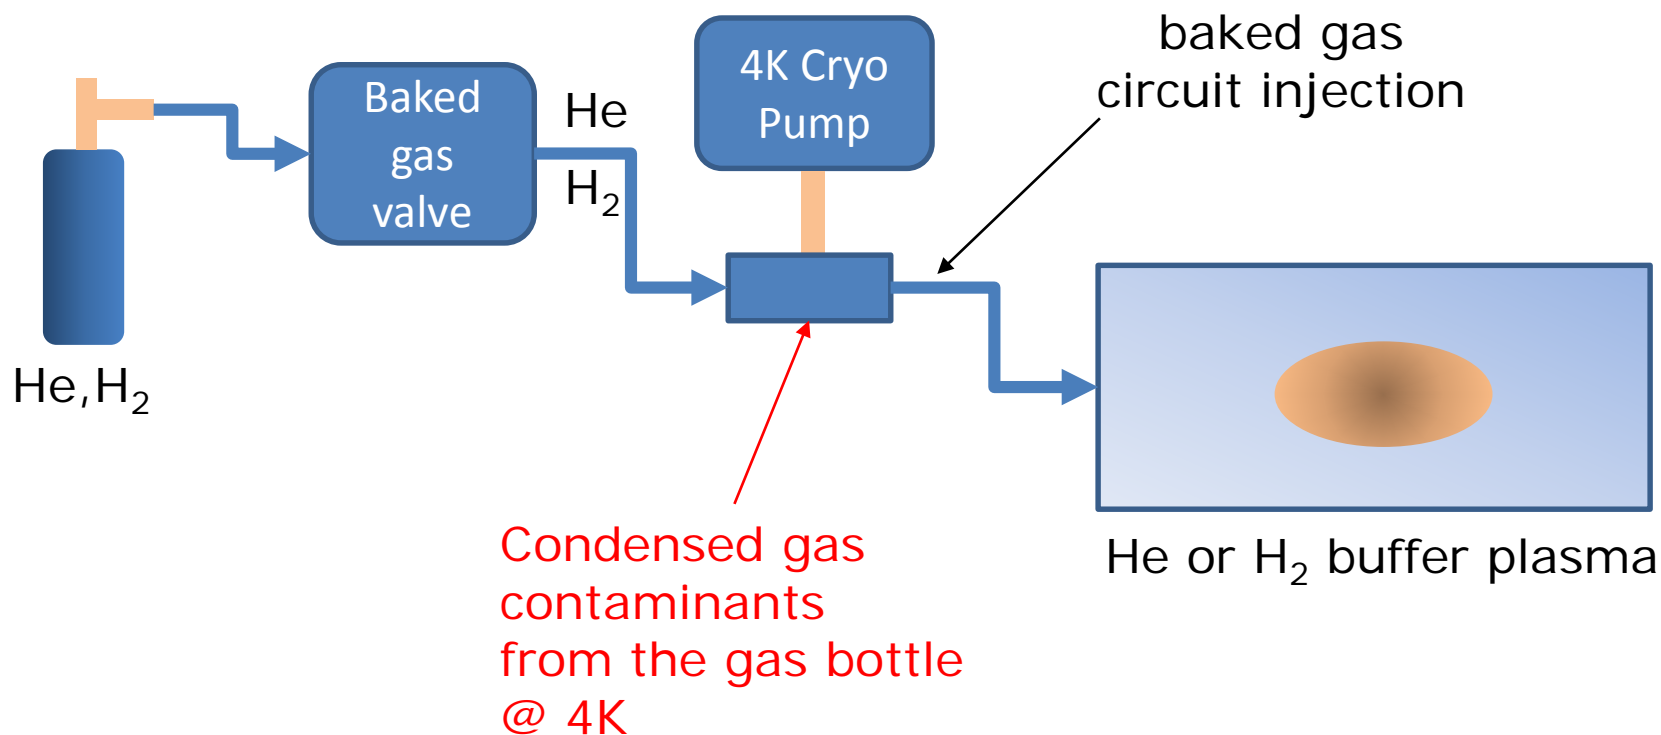 baked gas
circuit injection
4K Cryo
Pump
Baked
gas
valve
He
H₂
He,H₂
Condensed gas
contaminants
from the gas bottle
@ 4K
He or H₂ buffer plasma